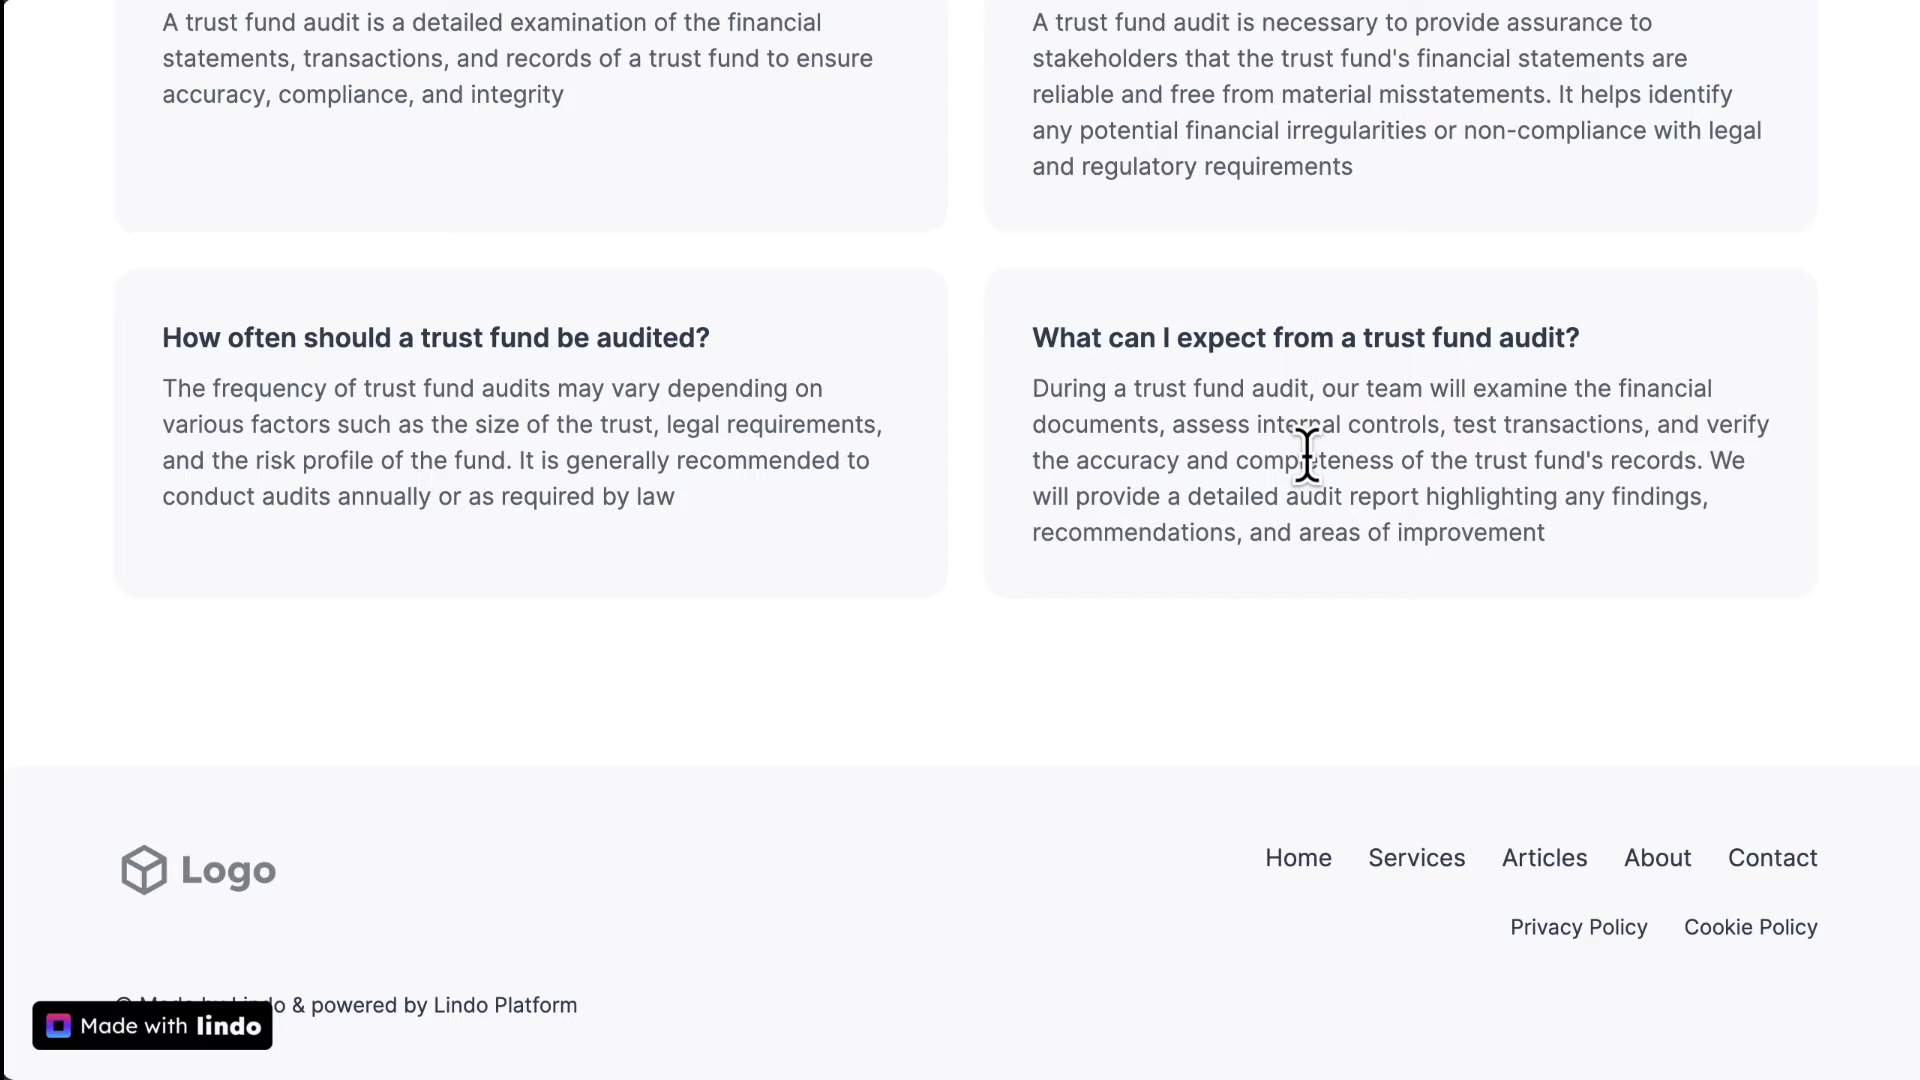 A trust fund audit is a detailed examination of the financial
statements, transactions, and records of a trust fund to ensure
accuracy, compliance, and integrity
A trust fund audit is necessary to provide assurance to
stakeholders that the trust fund's financial statements are
reliable and free from material misstatements. It helps identify
any potential financial irregularities or non-compliance with legal
and regulatory requirements
How often should a trust fund be audited?
The frequency of trust fund audits may vary depending on
various factors such as the size of the trust, legal requirements,
and the risk profile of the fund. It is generally recommended to
conduct audits annually or as required by law
What can I expect from a trust fund audit?
During a trust fund audit, our team will examine the financial
documents, assess internal controls, test transactions, and verify
the accuracy and completeness of the trust fund's records. We
will provide a detailed audit report highlighting any findings,
recommendations, and areas of improvement
Logo
Home Services Articles About Contact
Privacy Policy Cookie Policy
© Made by Lindo & powered by Lindo Platform
Made with lindo